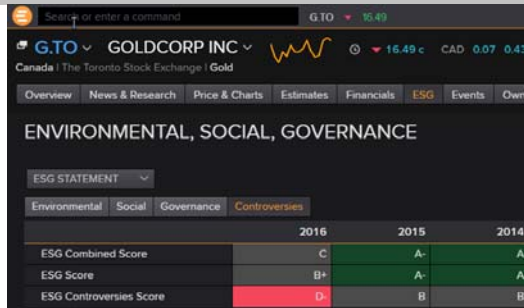 Search or enter a command G.TO 16.49
G.TO GOLDCORP INC 16.49 c CAD 0.07 0.43
Canada | The Toronto Stock Exchange | Gold
Overview News & Research Price & Charts Estimates Financials ESG Events Own
ENVIRONMENTAL, SOCIAL, GOVERNANCE
ESG STATEMENT
Environmental Social Governance Controversies
2016 2015 2014
ESG Combined Score C A- A
ESG Score B+ A- A
ESG Controversies Score D- B B